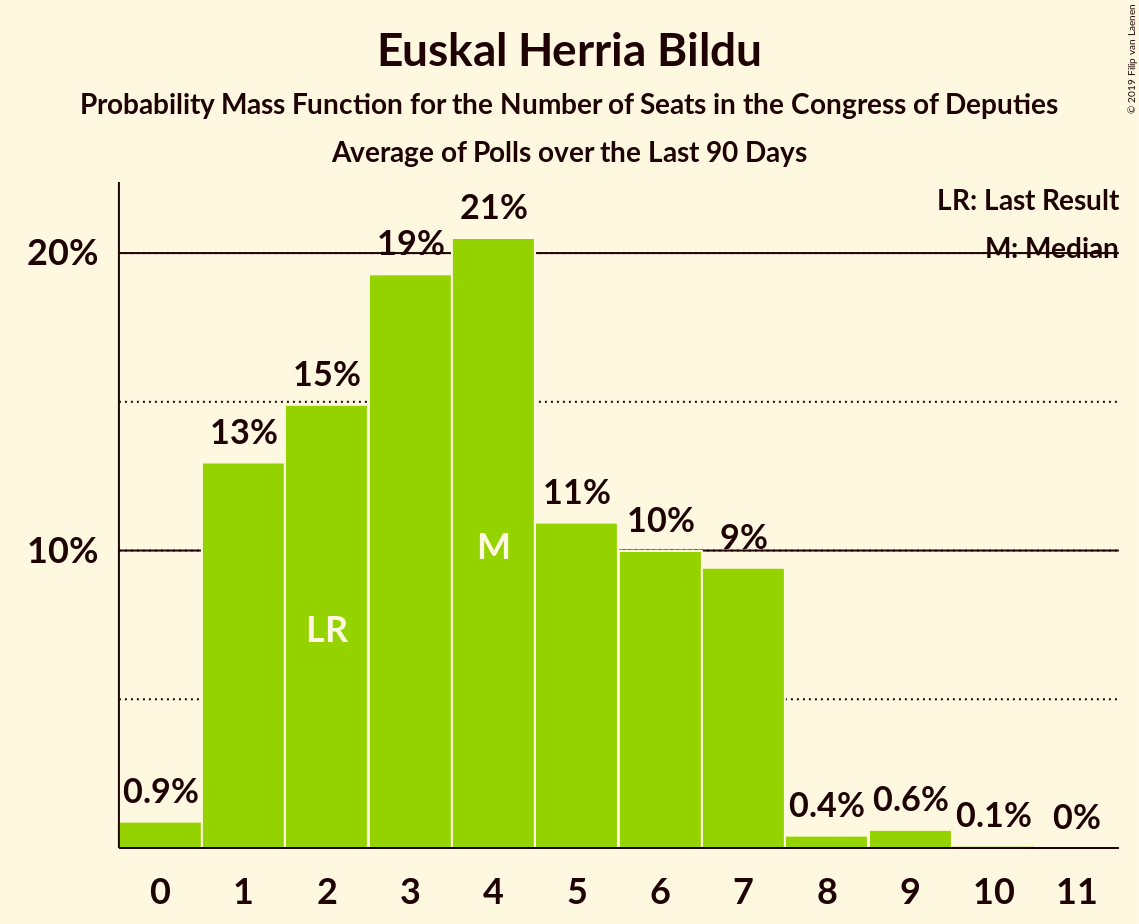 Euskal Herria Bildu
Probability Mass Function for the Number of Seats in the Congress of Deputies
Average of Polls over the Last 90 Days
© 2019 Filip van Laenen
LR: Last Result
M: Median
20%
10%
0.9%
13%
15%
19%
21%
11%
10%
9%
0.4%
0.6%
0.1%
0%
LR
M
0 1 2 3 4 5 6 7 8 9 10 11